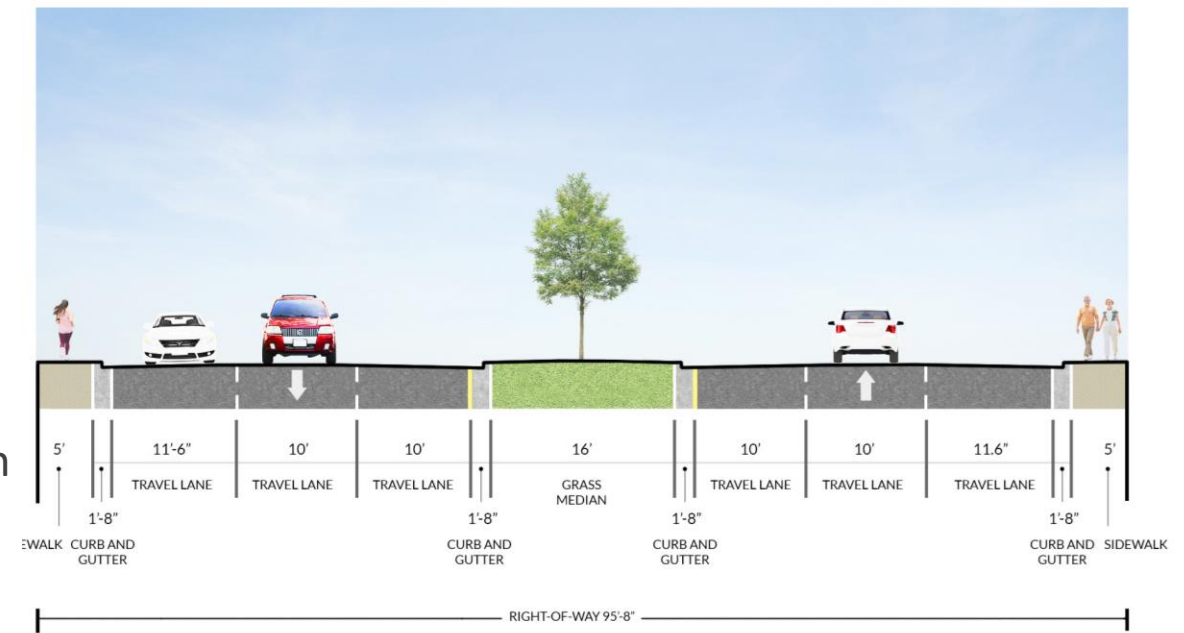 5'
11'-6"
10'
10'
16'
10'
10'
11.6"
5'
TRAVEL LANE
TRAVEL LANE
TRAVEL LANE
GRASS
MEDIAN
TRAVEL LANE
TRAVEL LANE
TRAVEL LANE
1'-8"
1'-8"
1'-8"
1'-8"
EWALK
CURB AND
GUTTER
CURB AND
GUTTER
CURB AND
GUTTER
CURB AND
GUTTER
SIDEWALK
RIGHT-OF-WAY 95'-8"